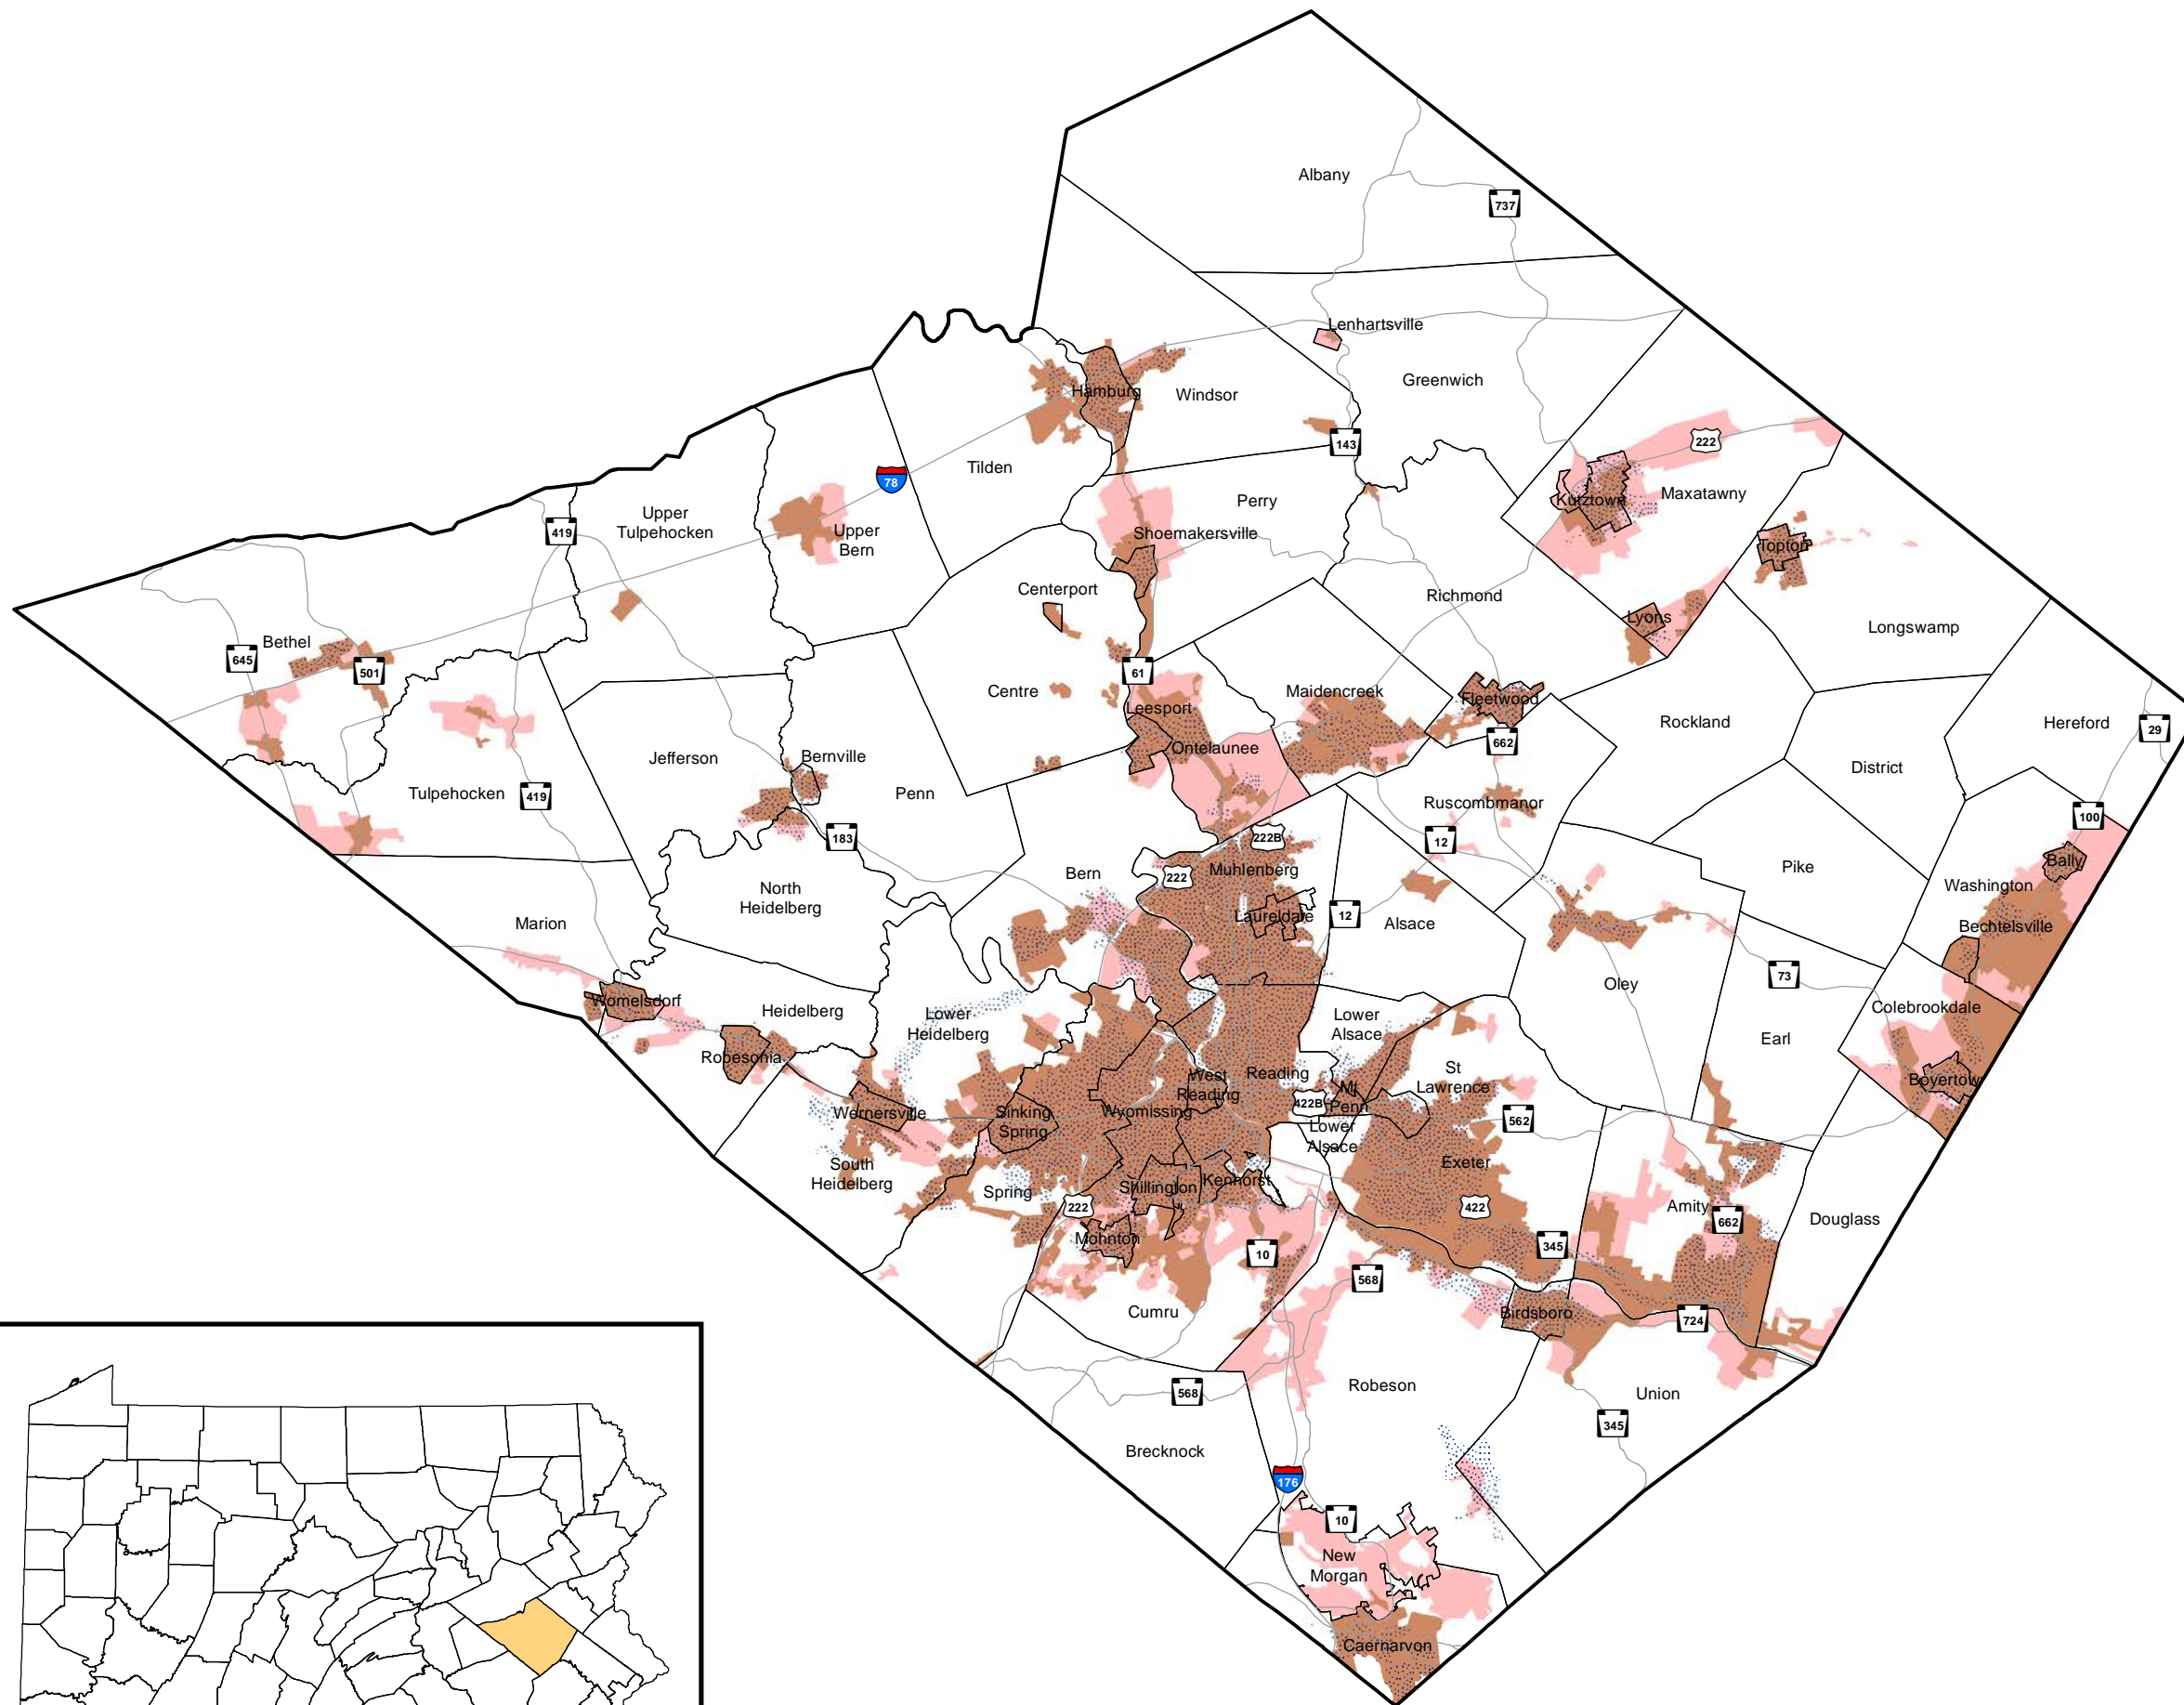 Albany
737
Lenhartsville
Greenwich
Hamburg
Windsor
143
222
Tilden
78
Kutztown
Maxatawny
Perry
Upper
Tulpehocken
419
Upper
Bern
Shoemakersville
Topton
Centerport
Richmond
Lyons
Longswamp
Bethel
645
501
61
Centre
Maidencreek
Fleetwood
Leesport
Rockland
Hereford
29
662
Ontelaunee
Jefferson
Bernville
District
Tulpehocken
419
Penn
Ruscombmanor
100
183
222B
12
Bally
Muhlenberg
Pike
Bern
222
Washington
North
Heidelberg
Laureldale
12
Alsace
Marion
Bechtelsville
73
Oley
Womelsdorf
Heidelberg
Lower
Heidelberg
Lower
Alsace
Colebrookdale
Earl
Robesonia
West
Reading
Reading
St
Lawrence
Boyertown
Mt
Penn
422B
Wernersville
Sinking
Spring
Wyomissing
562
Lower
Alsace
Exeter
South
Heidelberg
Spring
Shillington
Kenhorst
222
422
Amity
662
Douglass
Mohnton
10
345
568
Cumru
Birdsboro
724
568
Robeson
Union
345
Brecknock
176
10
New
Morgan
Caernarvon